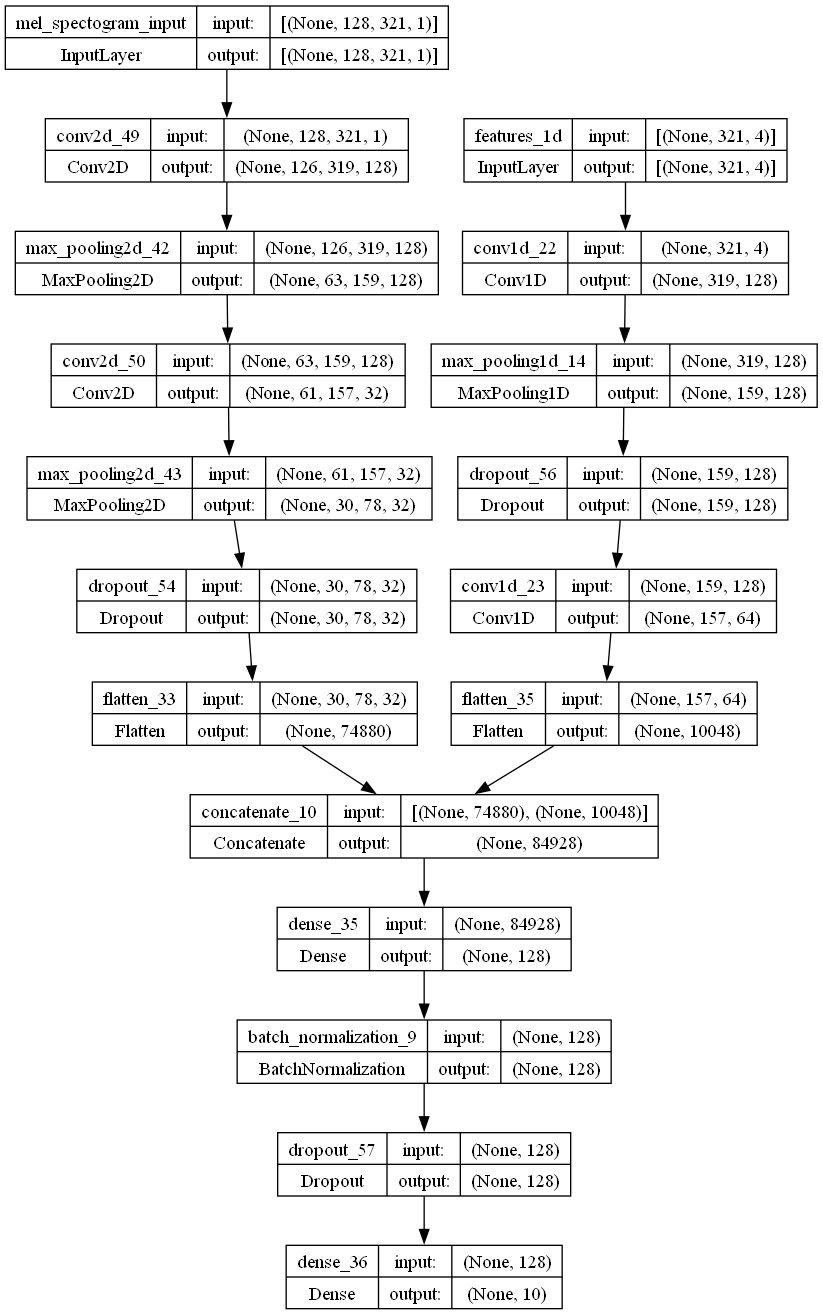 mel_spectogram_input input: [(None, 128, 321, 1)]
InputLayer output: [(None, 128, 321, 1)]
conv2d_49 input: (None, 128, 321, 1)
Conv2D output: (None, 126, 319, 128)
features_1d input: [(None, 321, 4)]
InputLayer output: [(None, 321, 4)]
max_pooling2d_42 input: (None, 126, 319, 128)
MaxPooling2D output: (None, 63, 159, 128)
conv1d_22 input: (None, 321, 4)
Conv1D output: (None, 319, 128)
conv2d_50 input: (None, 63, 159, 128)
Conv2D output: (None, 61, 157, 32)
max_pooling1d_14 input: (None, 319, 128)
MaxPooling1D output: (None, 159, 128)
max_pooling2d_43 input: (None, 61, 157, 32)
MaxPooling2D output: (None, 30, 78, 32)
dropout_56 input: (None, 159, 128)
Dropout output: (None, 159, 128)
dropout_54 input: (None, 30, 78, 32)
Dropout output: (None, 30, 78, 32)
conv1d_23 input: (None, 159, 128)
Conv1D output: (None, 157, 64)
flatten_33 input: (None, 30, 78, 32)
Flatten output: (None, 74880)
flatten_35 input: (None, 157, 64)
Flatten output: (None, 10048)
concatenate_10 input: [(None, 74880), (None, 10048)]
Concatenate output: (None, 84928)
dense_35 input: (None, 84928)
Dense output: (None, 128)
batch_normalization_9 input: (None, 128)
BatchNormalization output: (None, 128)
dropout_57 input: (None, 128)
Dropout output: (None, 128)
dense_36 input: (None, 128)
Dense output: (None, 10)